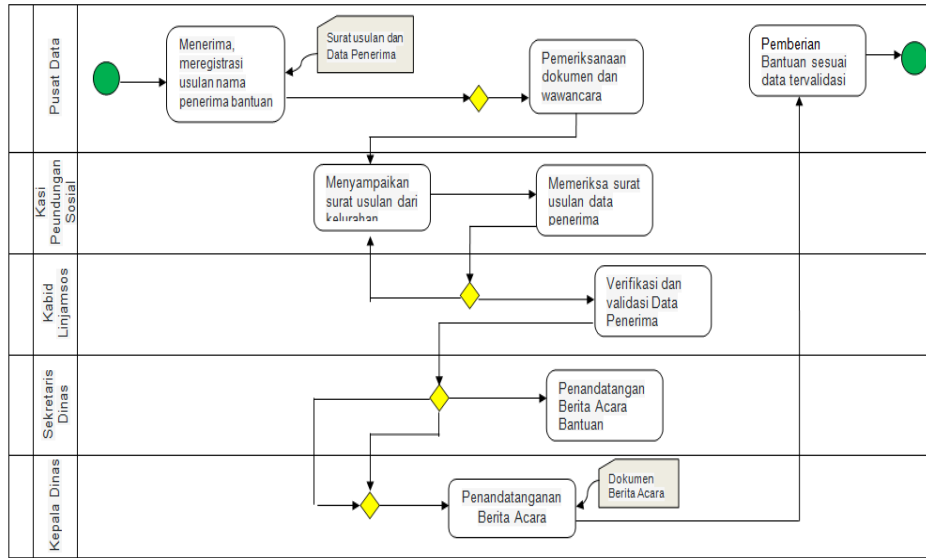 Pusat Data
Menerima,
meregistrasi
usulan nama
penerima bantuan
Surat usulan dan
Data Penerima
Pemeriksanaan
dokumen dan
wawancara
Pemberian
Bantuan sesuai
data tervalidasi
Kasi
Peundungan
Sosial
Menyampaikan
surat usulan dari
kelurahan
Memeriksa surat
usulan data
penerima
Kabid
Linjamsos
Verifikasi dan
validasi Data
Penerima
Sekretaris
Dinas
Penandatangan
Berita Acara
Bantuan
Kepala Dinas
Penandatanganan
Berita Acara
Dokumen
Berita Acara